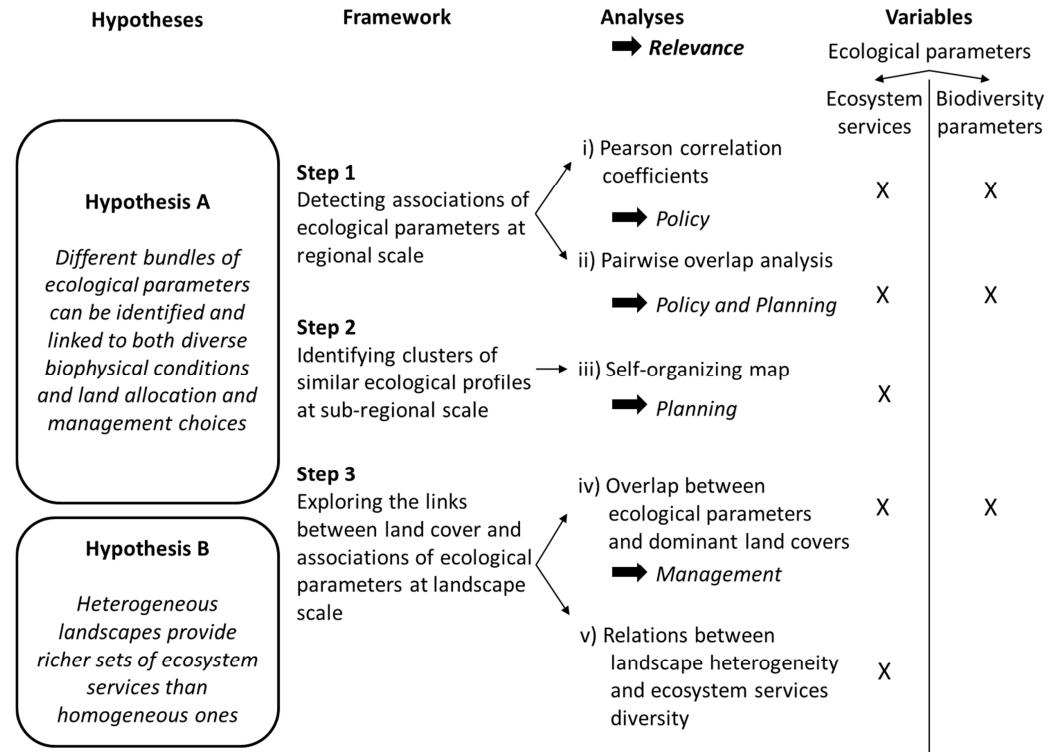 Hypotheses
Framework
Analyses
Relevance
Variables
Ecological parameters
Ecosystem
services
Biodiversity
parameters
Hypothesis A
Different bundles of
ecological parameters
can be identified and
linked to both diverse
biophysical conditions
and land allocation and
management choices
Hypothesis B
Heterogeneous
landscapes provide
richer sets of ecosystem
services than
homogeneous ones
Step 1
Detecting associations of
ecological parameters at
regional scale
Step 2
Identifying clusters of
similar ecological profiles
at sub-regional scale
Step 3
Exploring the links
between land cover and
associations of ecological
parameters at landscape
scale
i) Pearson correlation
coefficients
Policy
X X
ii) Pairwise overlap analysis
Policy and Planning
X X
iii) Self-organizing map
Planning
X
iv) Overlap between
ecological parameters
and dominant land covers
Management
X X
v) Relations between
landscape heterogeneity
and ecosystem services
diversity
X